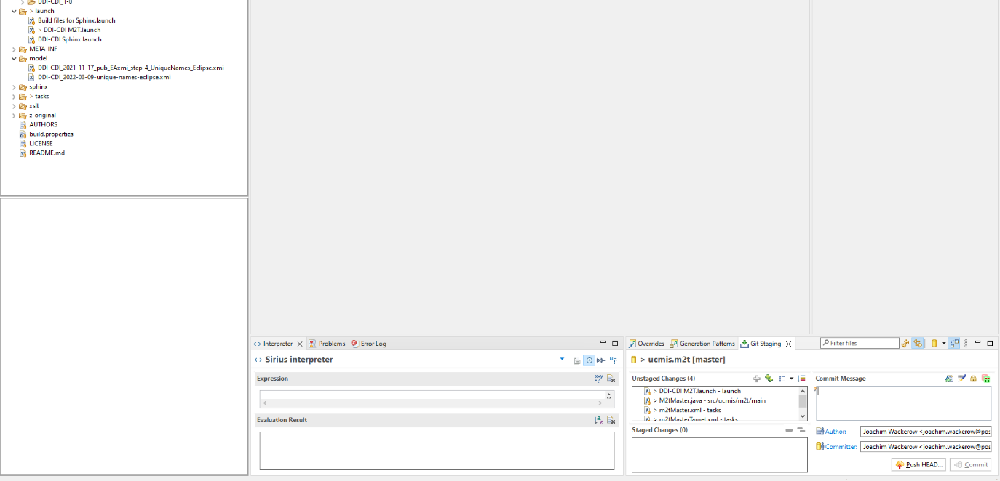 DDI-CDI_1-0
> launch
Build files for Sphinx.launch
> DDI-CDI M2T.launch
DDI-CDI Sphinx.launch
META-INF
model
DDI-CDI_2021-11-17_pub_EAxmi_step-4_UniqueNames_Eclipse.xmi
DDI-CDI_2022-03-09-unique-names-eclipse.xmi
sphinx
> tasks
xslt
z_original
AUTHORS
build.properties
LICENSE
README.md
Interpreter Problems Error Log
Sirius interpreter
Expression
Evaluation Result
Overrides Generation Patterns Git Staging Filter files
> ucmis.m2t [master]
Unstaged Changes (4)
> DDI-CDI M2T.launch - launch
> M2tMaster.java - src/ucmis/m2t/main
> m2tMaster.xml - tasks
> m2tMasterTarget.xml - tasks
Staged Changes (0)
Commit Message
Author: Joachim Wackerow <joachim.wackerow@pos
Committer: Joachim Wackerow <joachim.wackerow@pos
Push HEAD... Commit